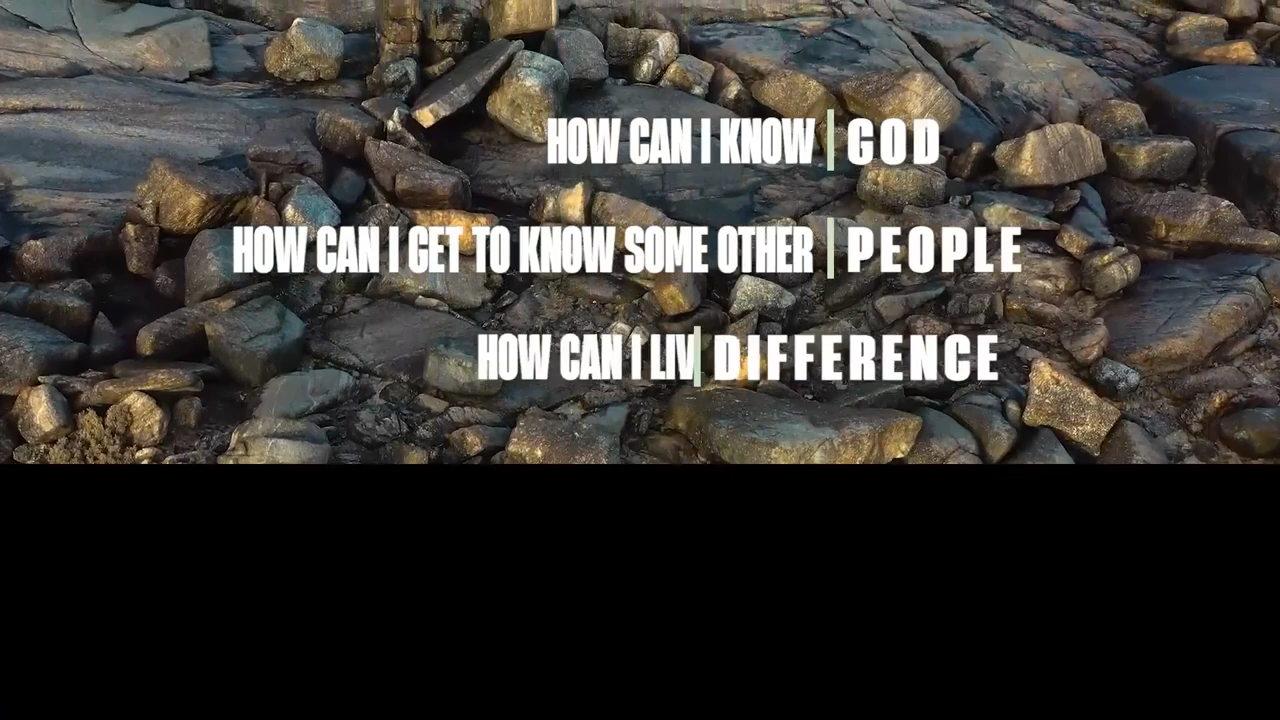 HOW CAN I KNOW | GOD
HOW CAN I GET TO KNOW SOME OTHER | PEOPLE
HOW CAN I LIV | DIFFERENCE